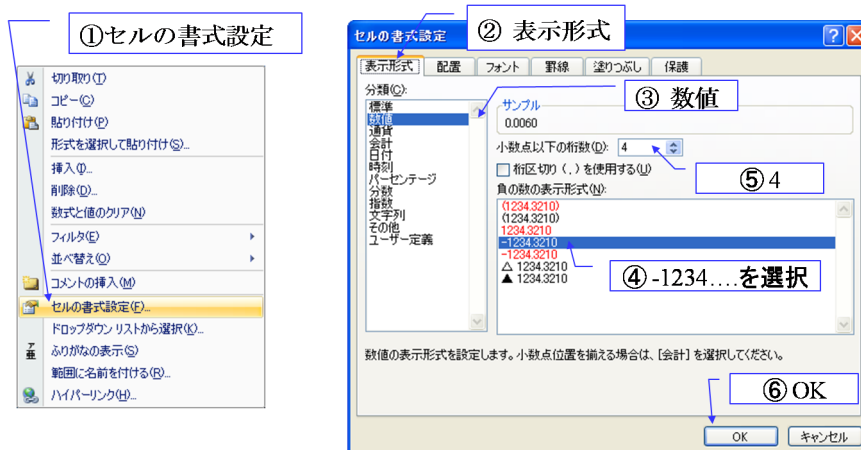 ①セルの書式設定
切り取り(T)
コピー(C)
貼り付け(P)
形式を選択して貼り付け(S)...
挿入(I)...
削除(D)...
数式と値のクリア(N)
フィルタ(E)
並べ替え(O)
コメントの挿入(M)
セルの書式設定(F)...
ドロップダウン リストから選択(K)...
ふりがなの表示(S)
範囲に名前を付ける(R)...
ハイパーリンク(H)...
セルの書式設定
② 表示形式
表示形式 配置 フォント 罫線 塗りつぶし 保護
分類(C):
標準
数値
通貨
会計
日付
時刻
パーセンテージ
分数
指数
文字列
その他
ユーザー定義
③ 数値
サンプル
0.0060
小数点以下の桁数(D): 4
桁区切り (,) を使用する(U)
⑤ 4
負の数の表示形式(N):
(1234.3210)
(1234.3210)
1234.3210
-1234.3210
-1234.3210
△ 1234.3210
▲ 1234.3210
④ -1234....を選択
数値の表示形式を設定します。小数点位置を揃える場合は、[会計] を選択してください。
⑥ OK
OK キャンセル